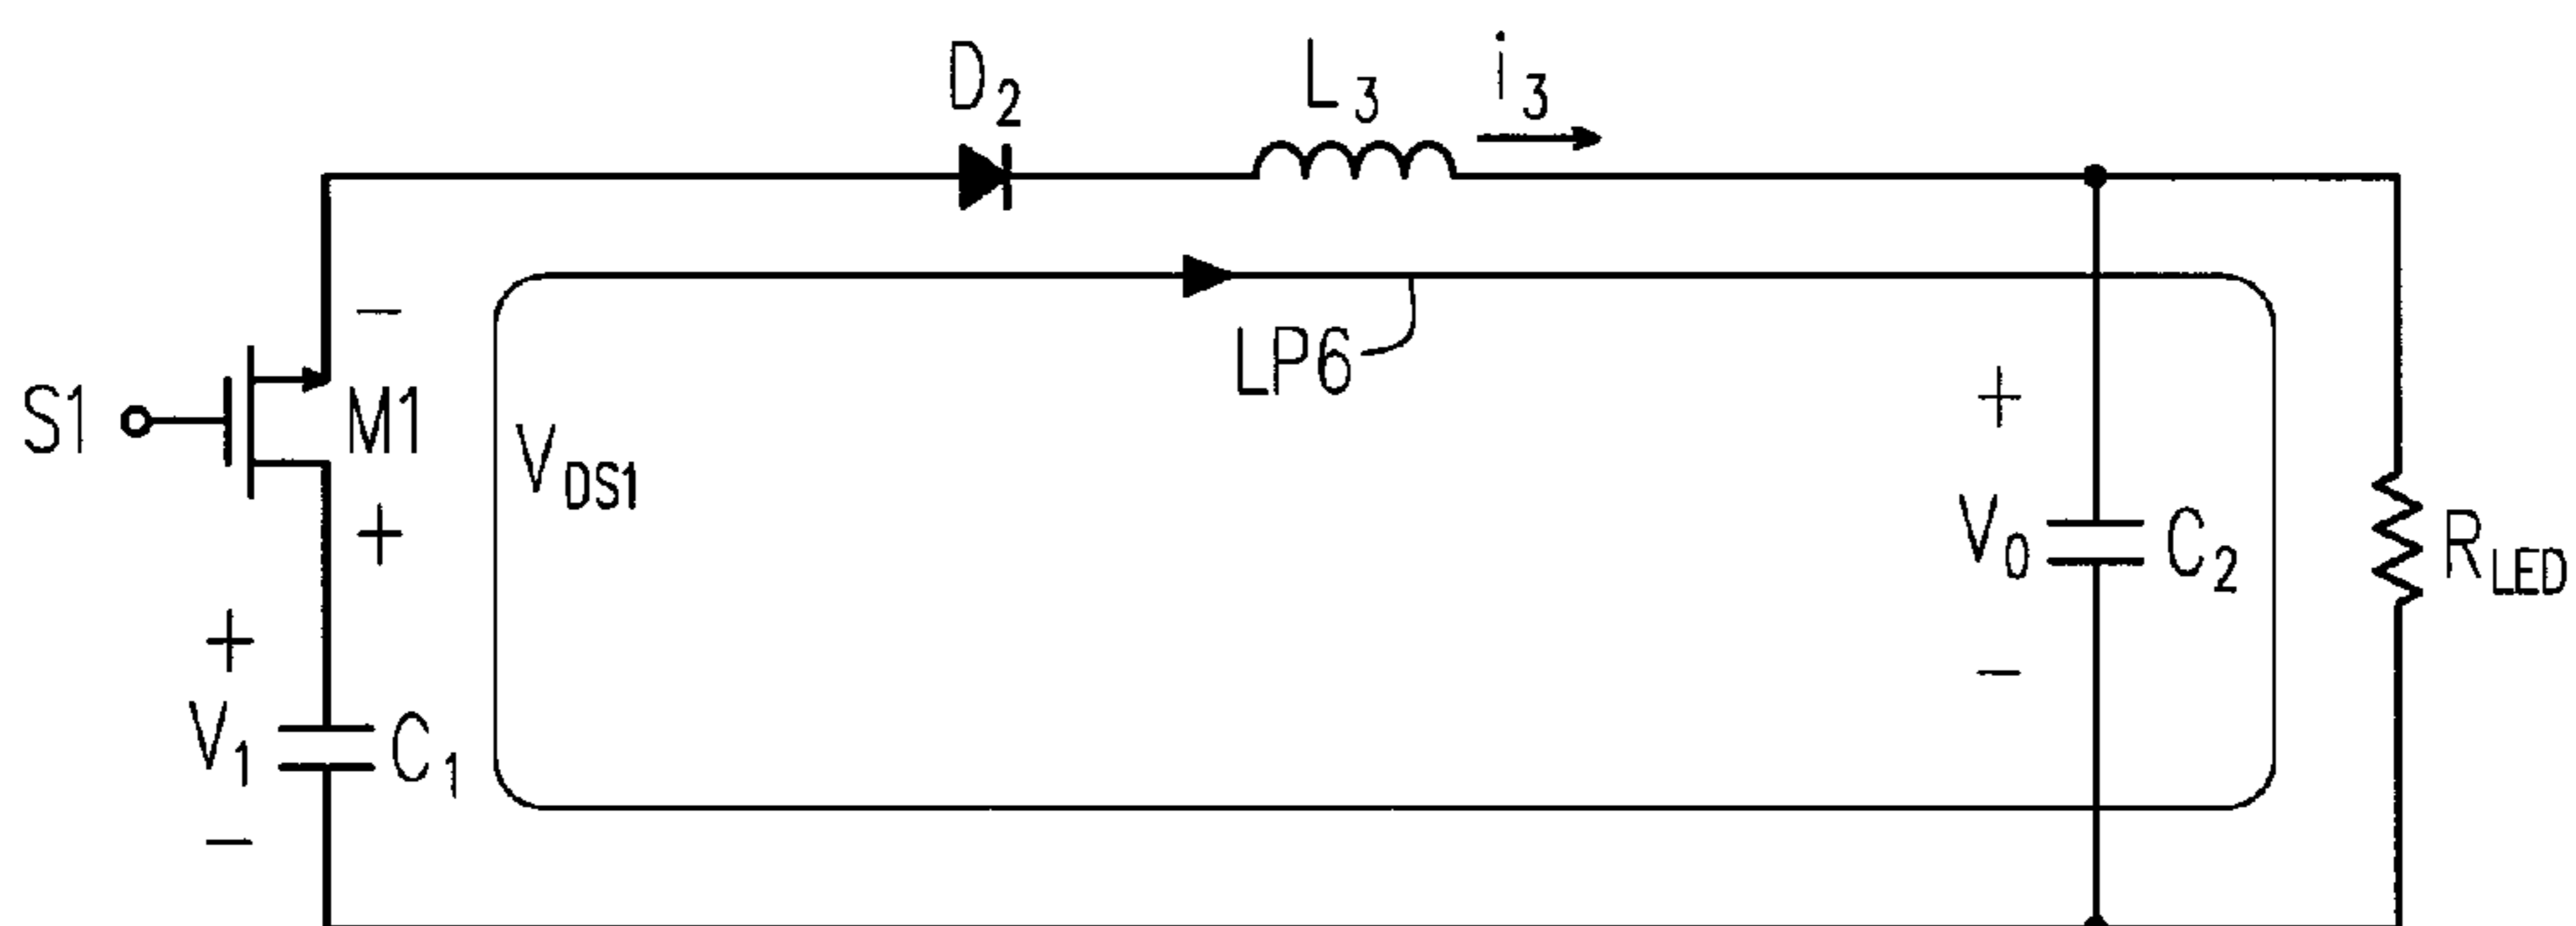 D2 L3 i3
−
S1 M1 LP6 +
VDS1
+ V0 C2 RLED
+ −
V1 C1
−